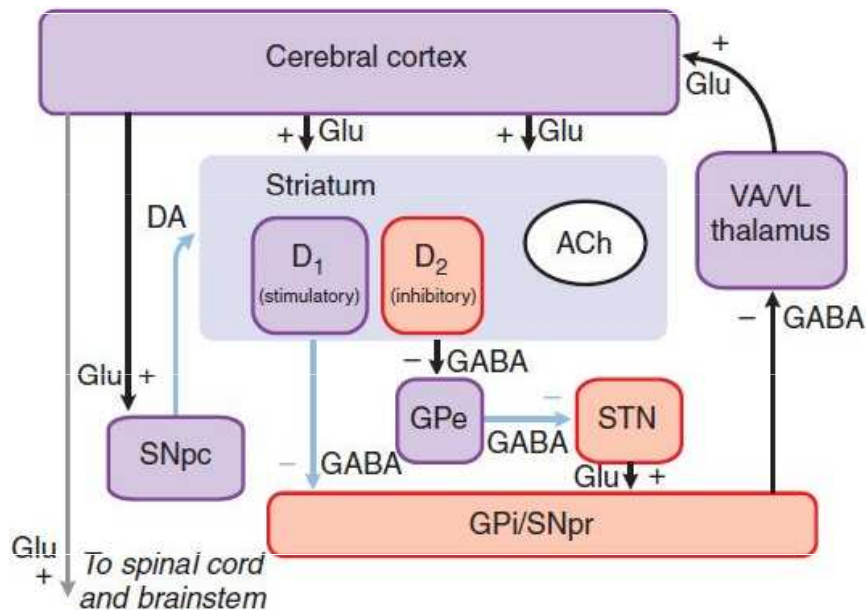 Cerebral cortex
+
Glu
+ Glu
+ Glu
Striatum
DA
D₁
(stimulatory)
D₂
(inhibitory)
ACh
VA/VL
thalamus
– GABA
Glu +
– GABA
SNpc
GPe
–
GABA
STN
– GABA
Glu +
GPi/SNpr
Glu
+
To spinal cord
and brainstem